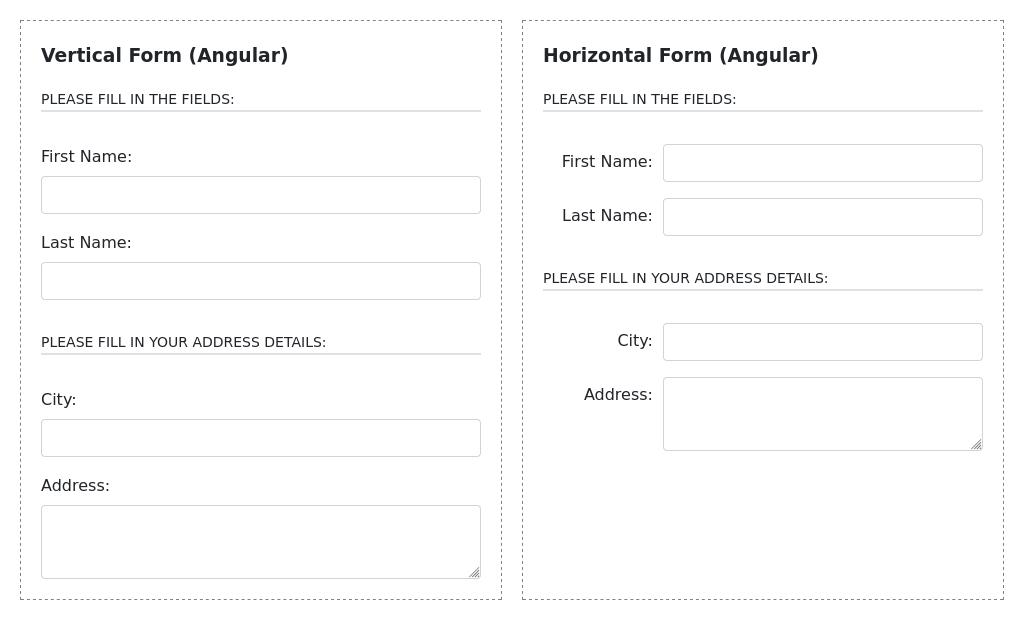 Vertical Form (Angular)
PLEASE FILL IN THE FIELDS:
First Name:
Last Name:
PLEASE FILL IN YOUR ADDRESS DETAILS:
City:
Address:
Horizontal Form (Angular)
PLEASE FILL IN THE FIELDS:
First Name:
Last Name:
PLEASE FILL IN YOUR ADDRESS DETAILS:
City:
Address: